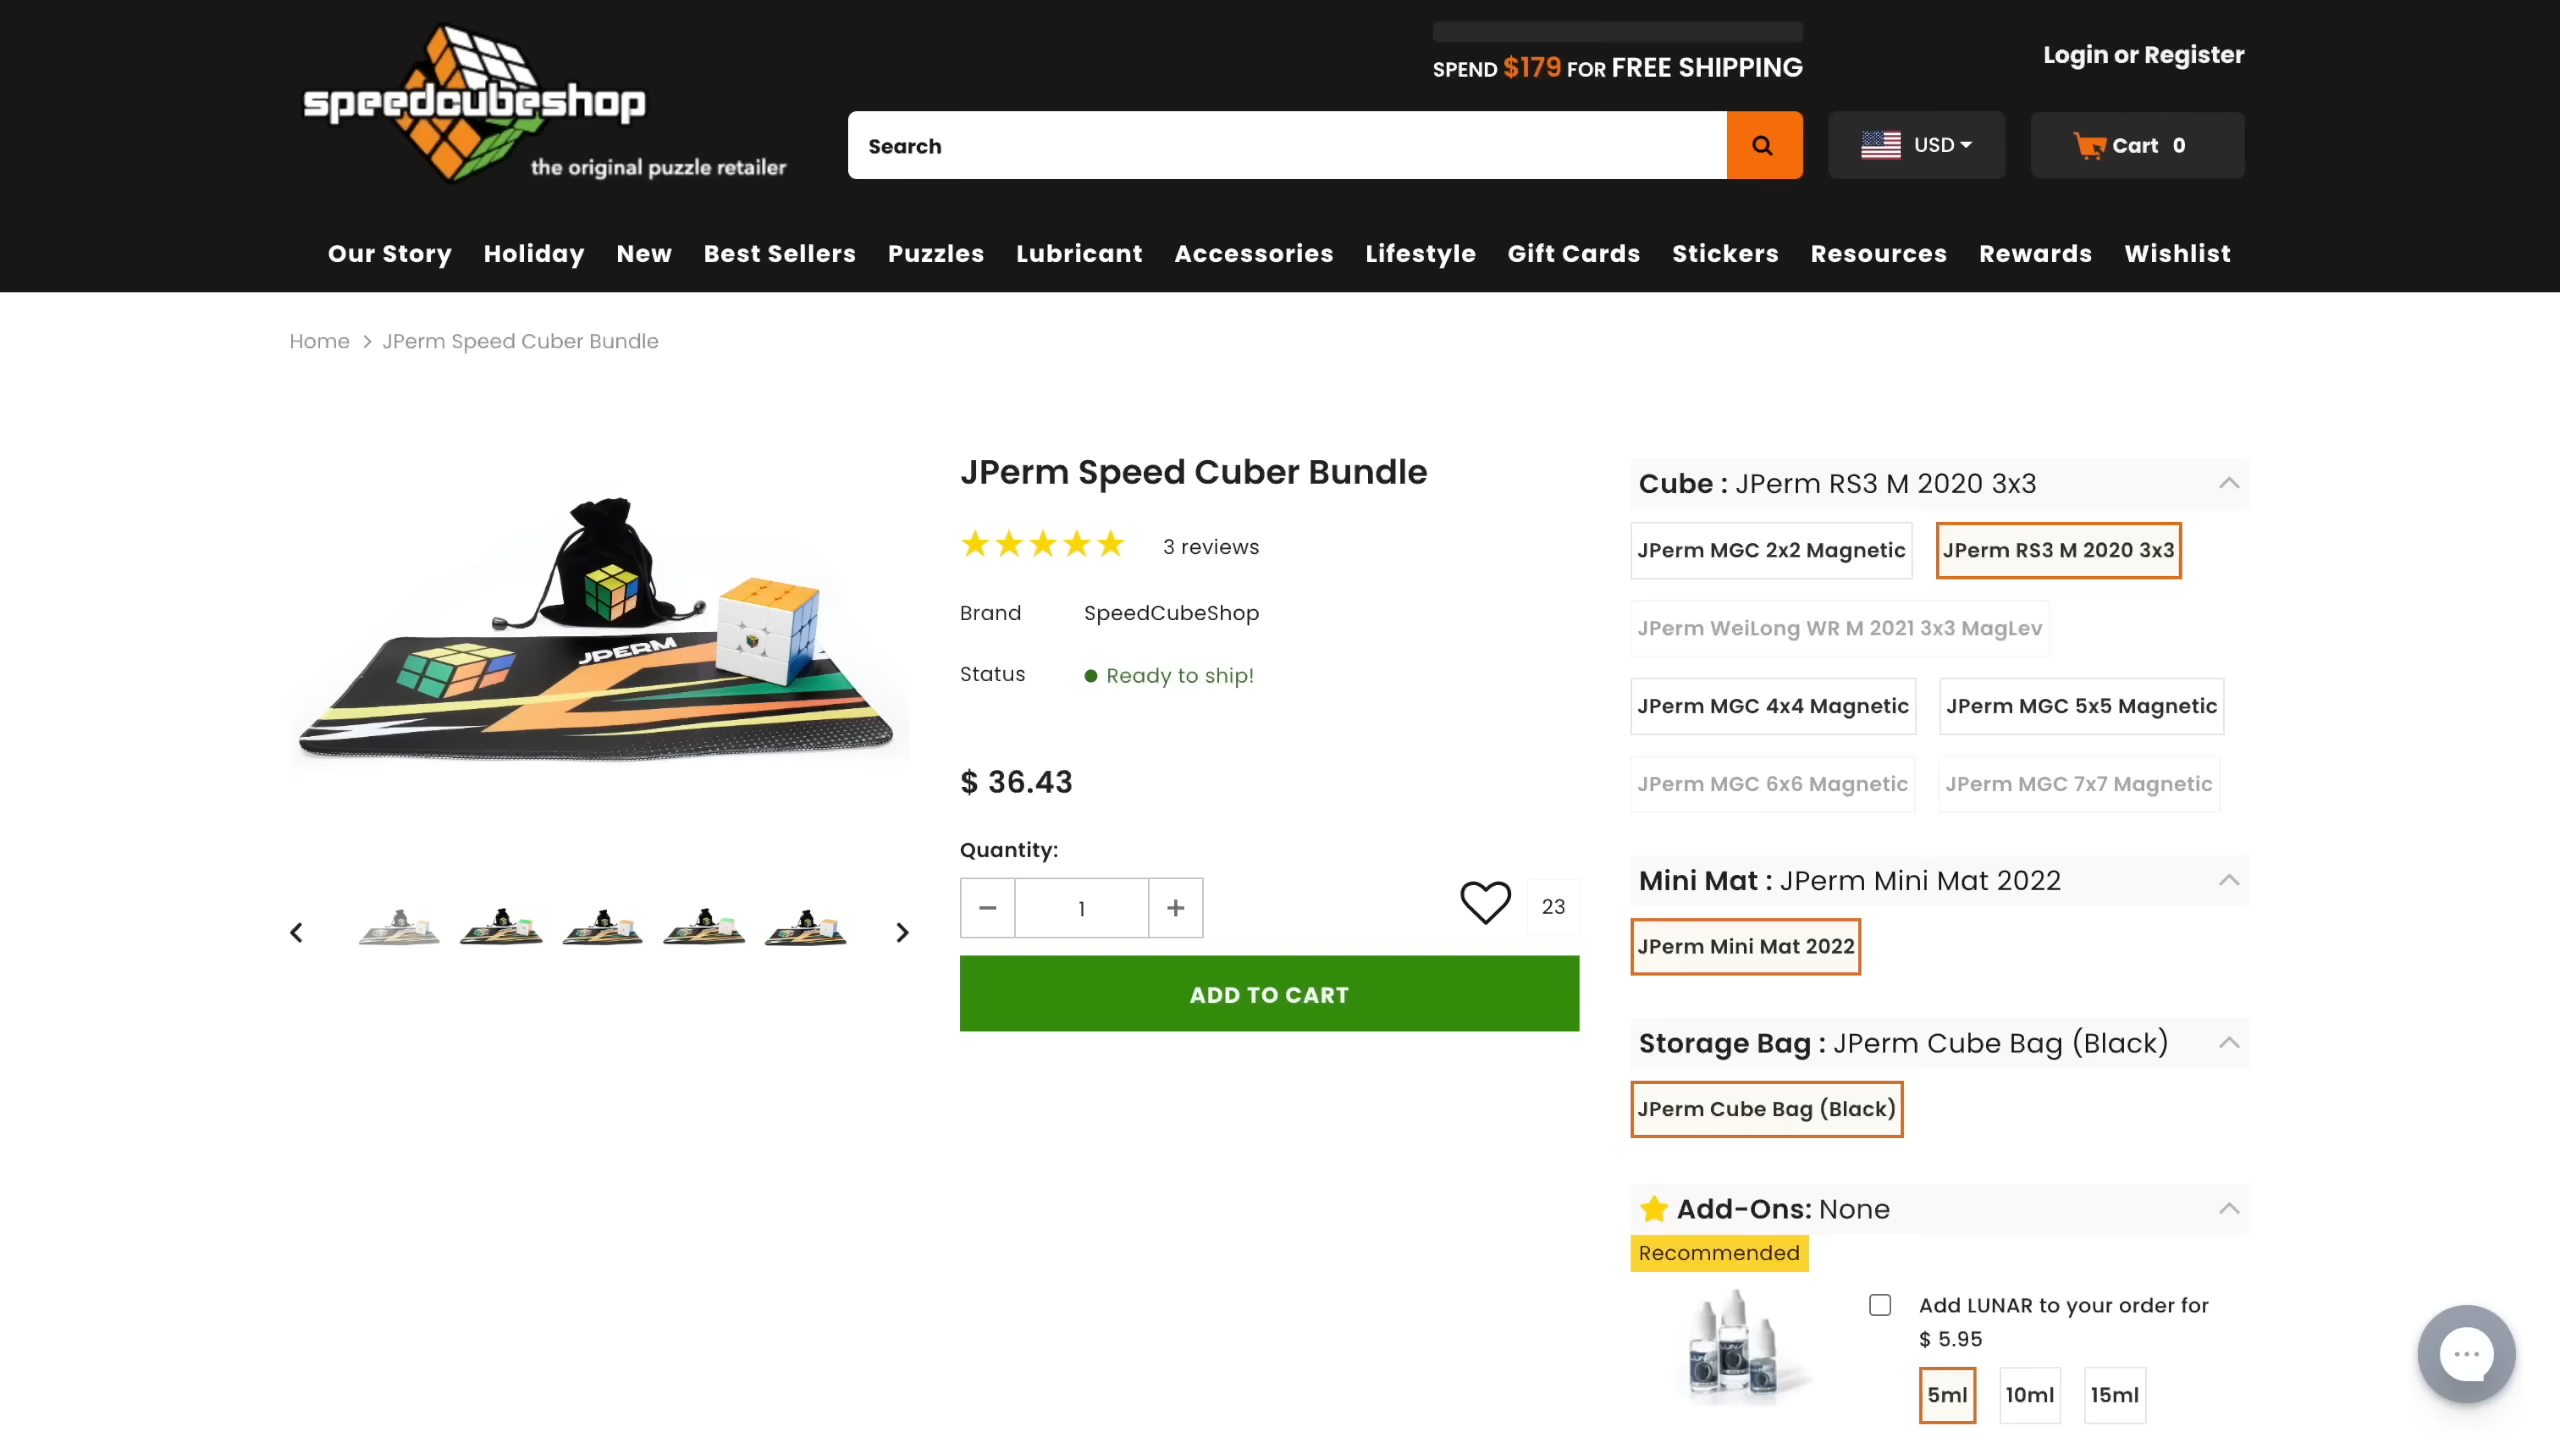 speedcubeshop
the original puzzle retailer
SPEND $179 FOR FREE SHIPPING
Login or Register
Search
USD
Cart 0
Our Story Holiday New Best Sellers Puzzles Lubricant Accessories Lifestyle Gift Cards Stickers Resources Rewards Wishlist
Home > JPerm Speed Cuber Bundle
JPERM
JPerm Speed Cuber Bundle
3 reviews
Brand SpeedCubeShop
Status Ready to ship!
$ 36.43
Quantity:
− 1 +
23
ADD TO CART
Cube : JPerm RS3 M 2020 3x3
JPerm MGC 2x2 Magnetic JPerm RS3 M 2020 3x3
JPerm WeiLong WR M 2021 3x3 MagLev
JPerm MGC 4x4 Magnetic JPerm MGC 5x5 Magnetic
JPerm MGC 6x6 Magnetic JPerm MGC 7x7 Magnetic
Mini Mat : JPerm Mini Mat 2022
JPerm Mini Mat 2022
Storage Bag : JPerm Cube Bag (Black)
JPerm Cube Bag (Black)
Add-Ons: None
Recommended
Add LUNAR to your order for
$ 5.95
5ml 10ml 15ml